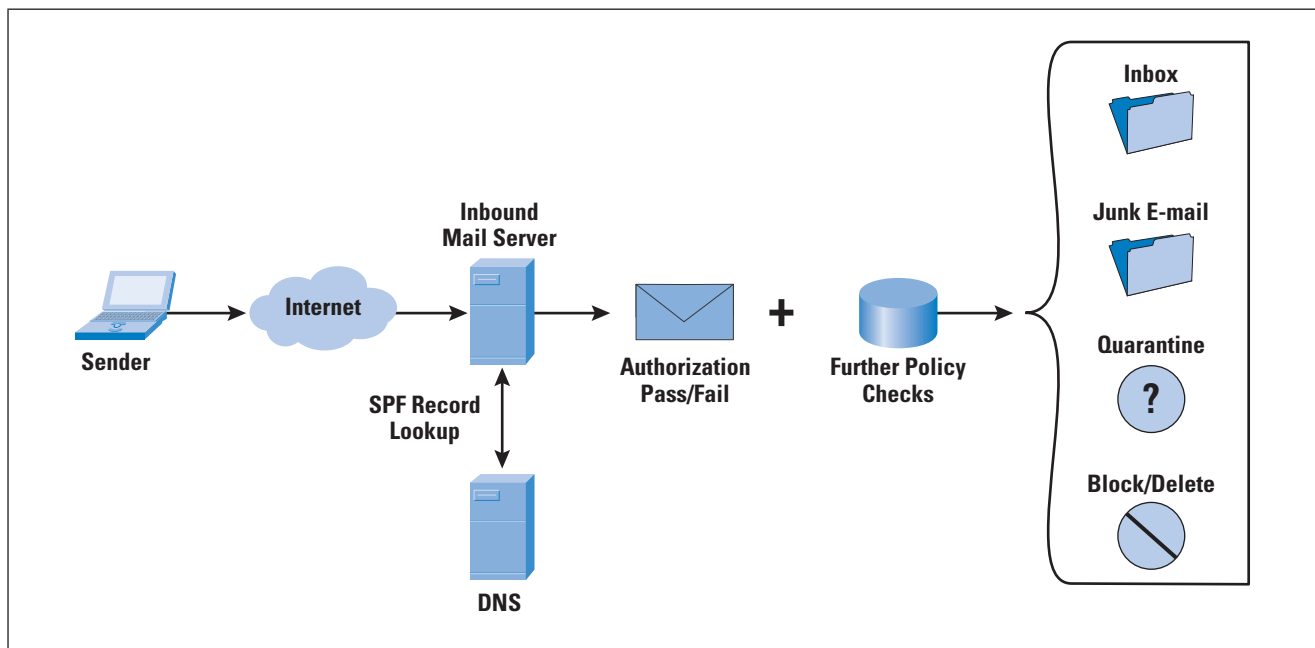 Sender
Internet
Inbound
Mail Server
SPF Record
Lookup
DNS
Authorization
Pass/Fail
+
Further Policy
Checks
Inbox
Junk E-mail
Quarantine
?
Block/Delete